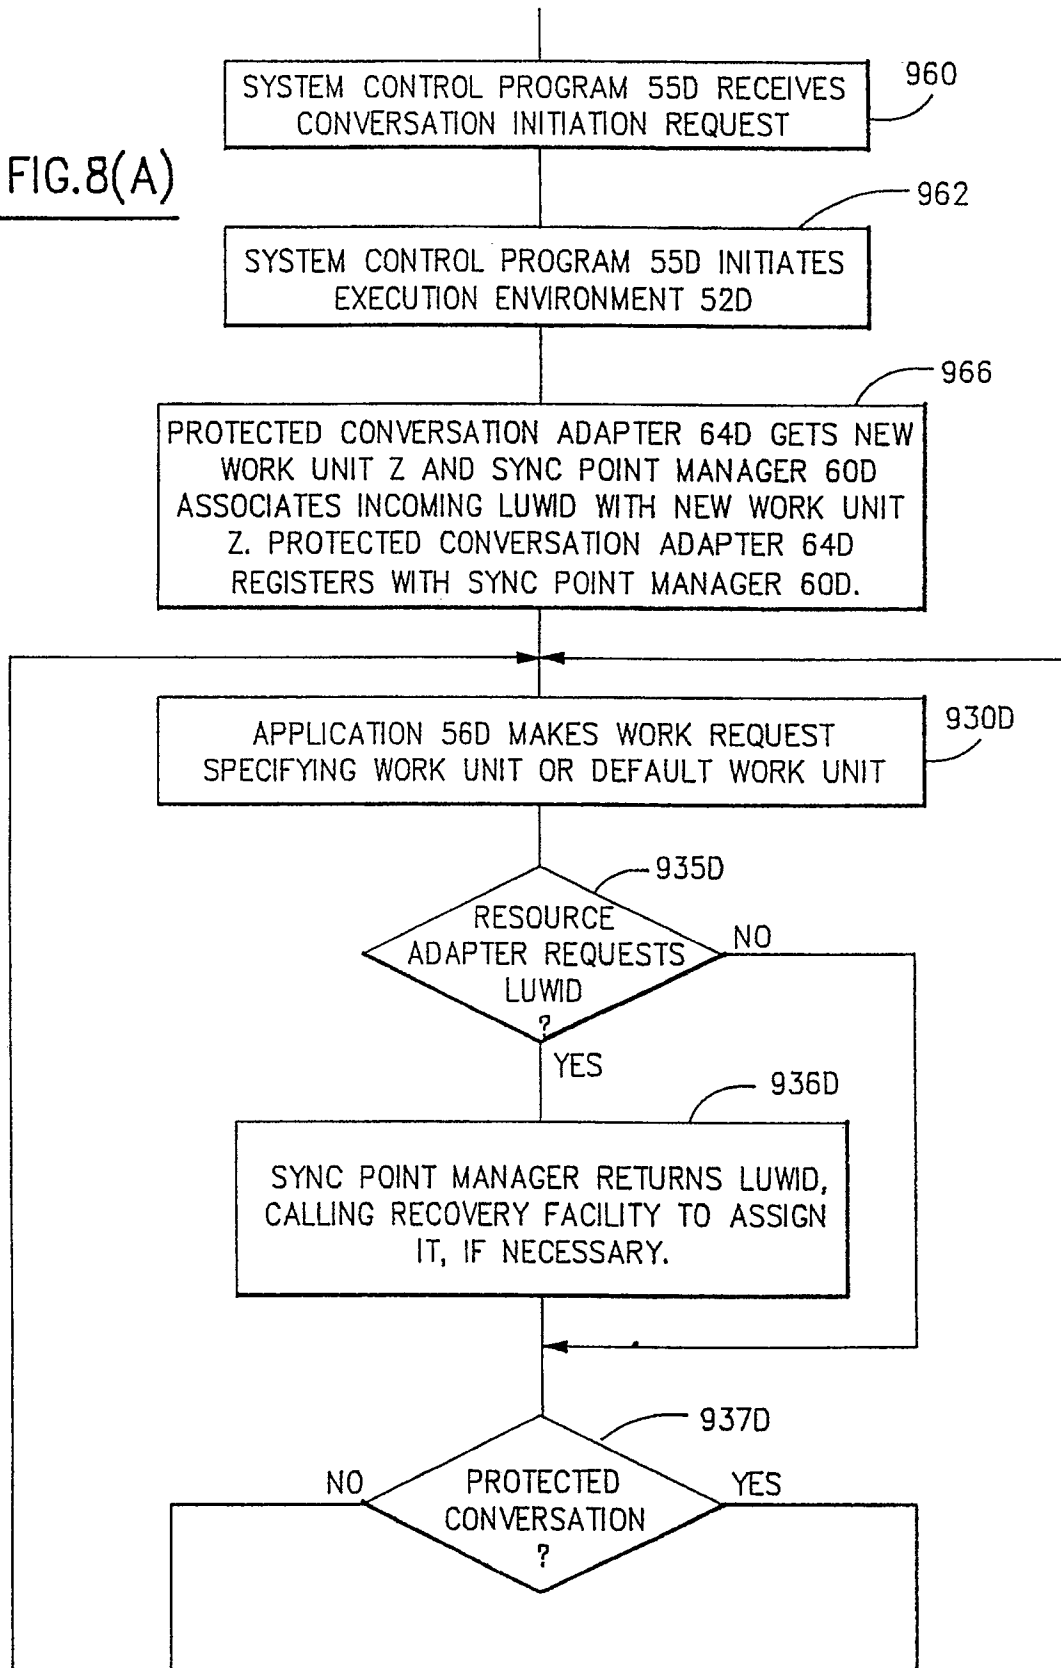 SYSTEM CONTROL PROGRAM 55D RECEIVES
CONVERSATION INITIATION REQUEST
960
FIG.8(A)
962
SYSTEM CONTROL PROGRAM 55D INITIATES
EXECUTION ENVIRONMENT 52D
966
PROTECTED CONVERSATION ADAPTER 64D GETS NEW
WORK UNIT Z AND SYNC POINT MANAGER 60D
ASSOCIATES INCOMING LUWID WITH NEW WORK UNIT
Z. PROTECTED CONVERSATION ADAPTER 64D
REGISTERS WITH SYNC POINT MANAGER 60D.
930D
APPLICATION 56D MAKES WORK REQUEST
SPECIFYING WORK UNIT OR DEFAULT WORK UNIT
935D
RESOURCE
ADAPTER REQUESTS
LUWID
?
NO
YES
936D
SYNC POINT MANAGER RETURNS LUWID,
CALLING RECOVERY FACILITY TO ASSIGN
IT, IF NECESSARY.
937D
NO
PROTECTED
CONVERSATION
?
YES